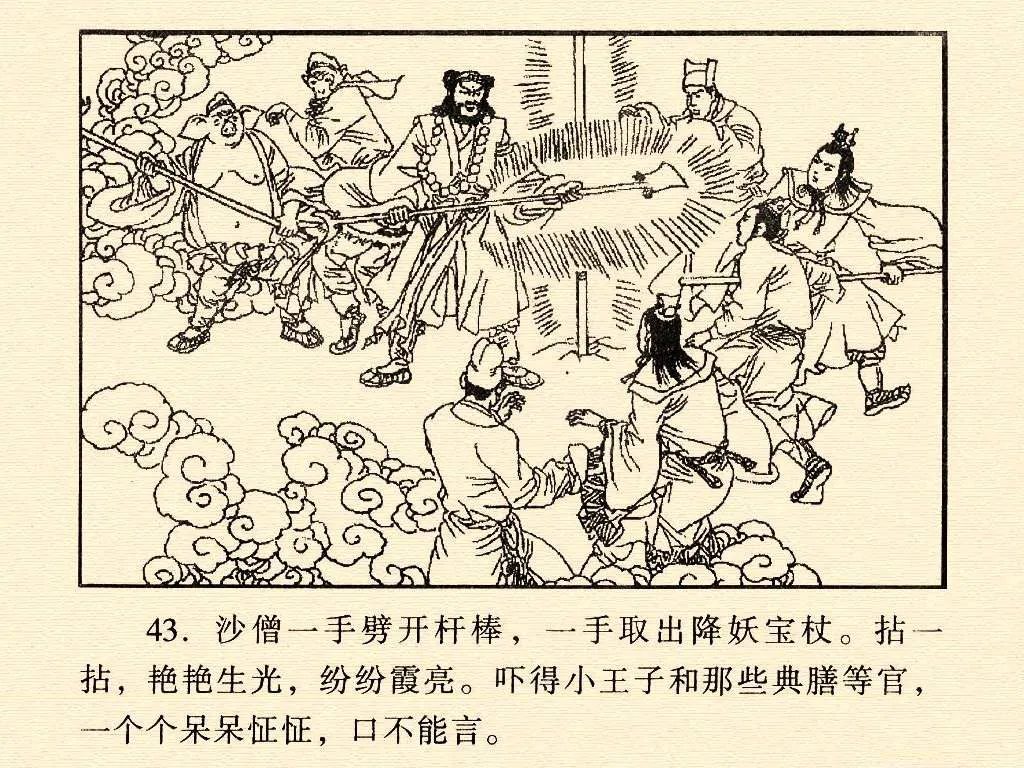 43. 沙僧一手劈开杆棒，一手取出降妖宝杖。拈一
拈，艳艳生光，纷纷霞亮。吓得小王子和那些典膳等官，
一个个呆呆怔怔，口不能言。